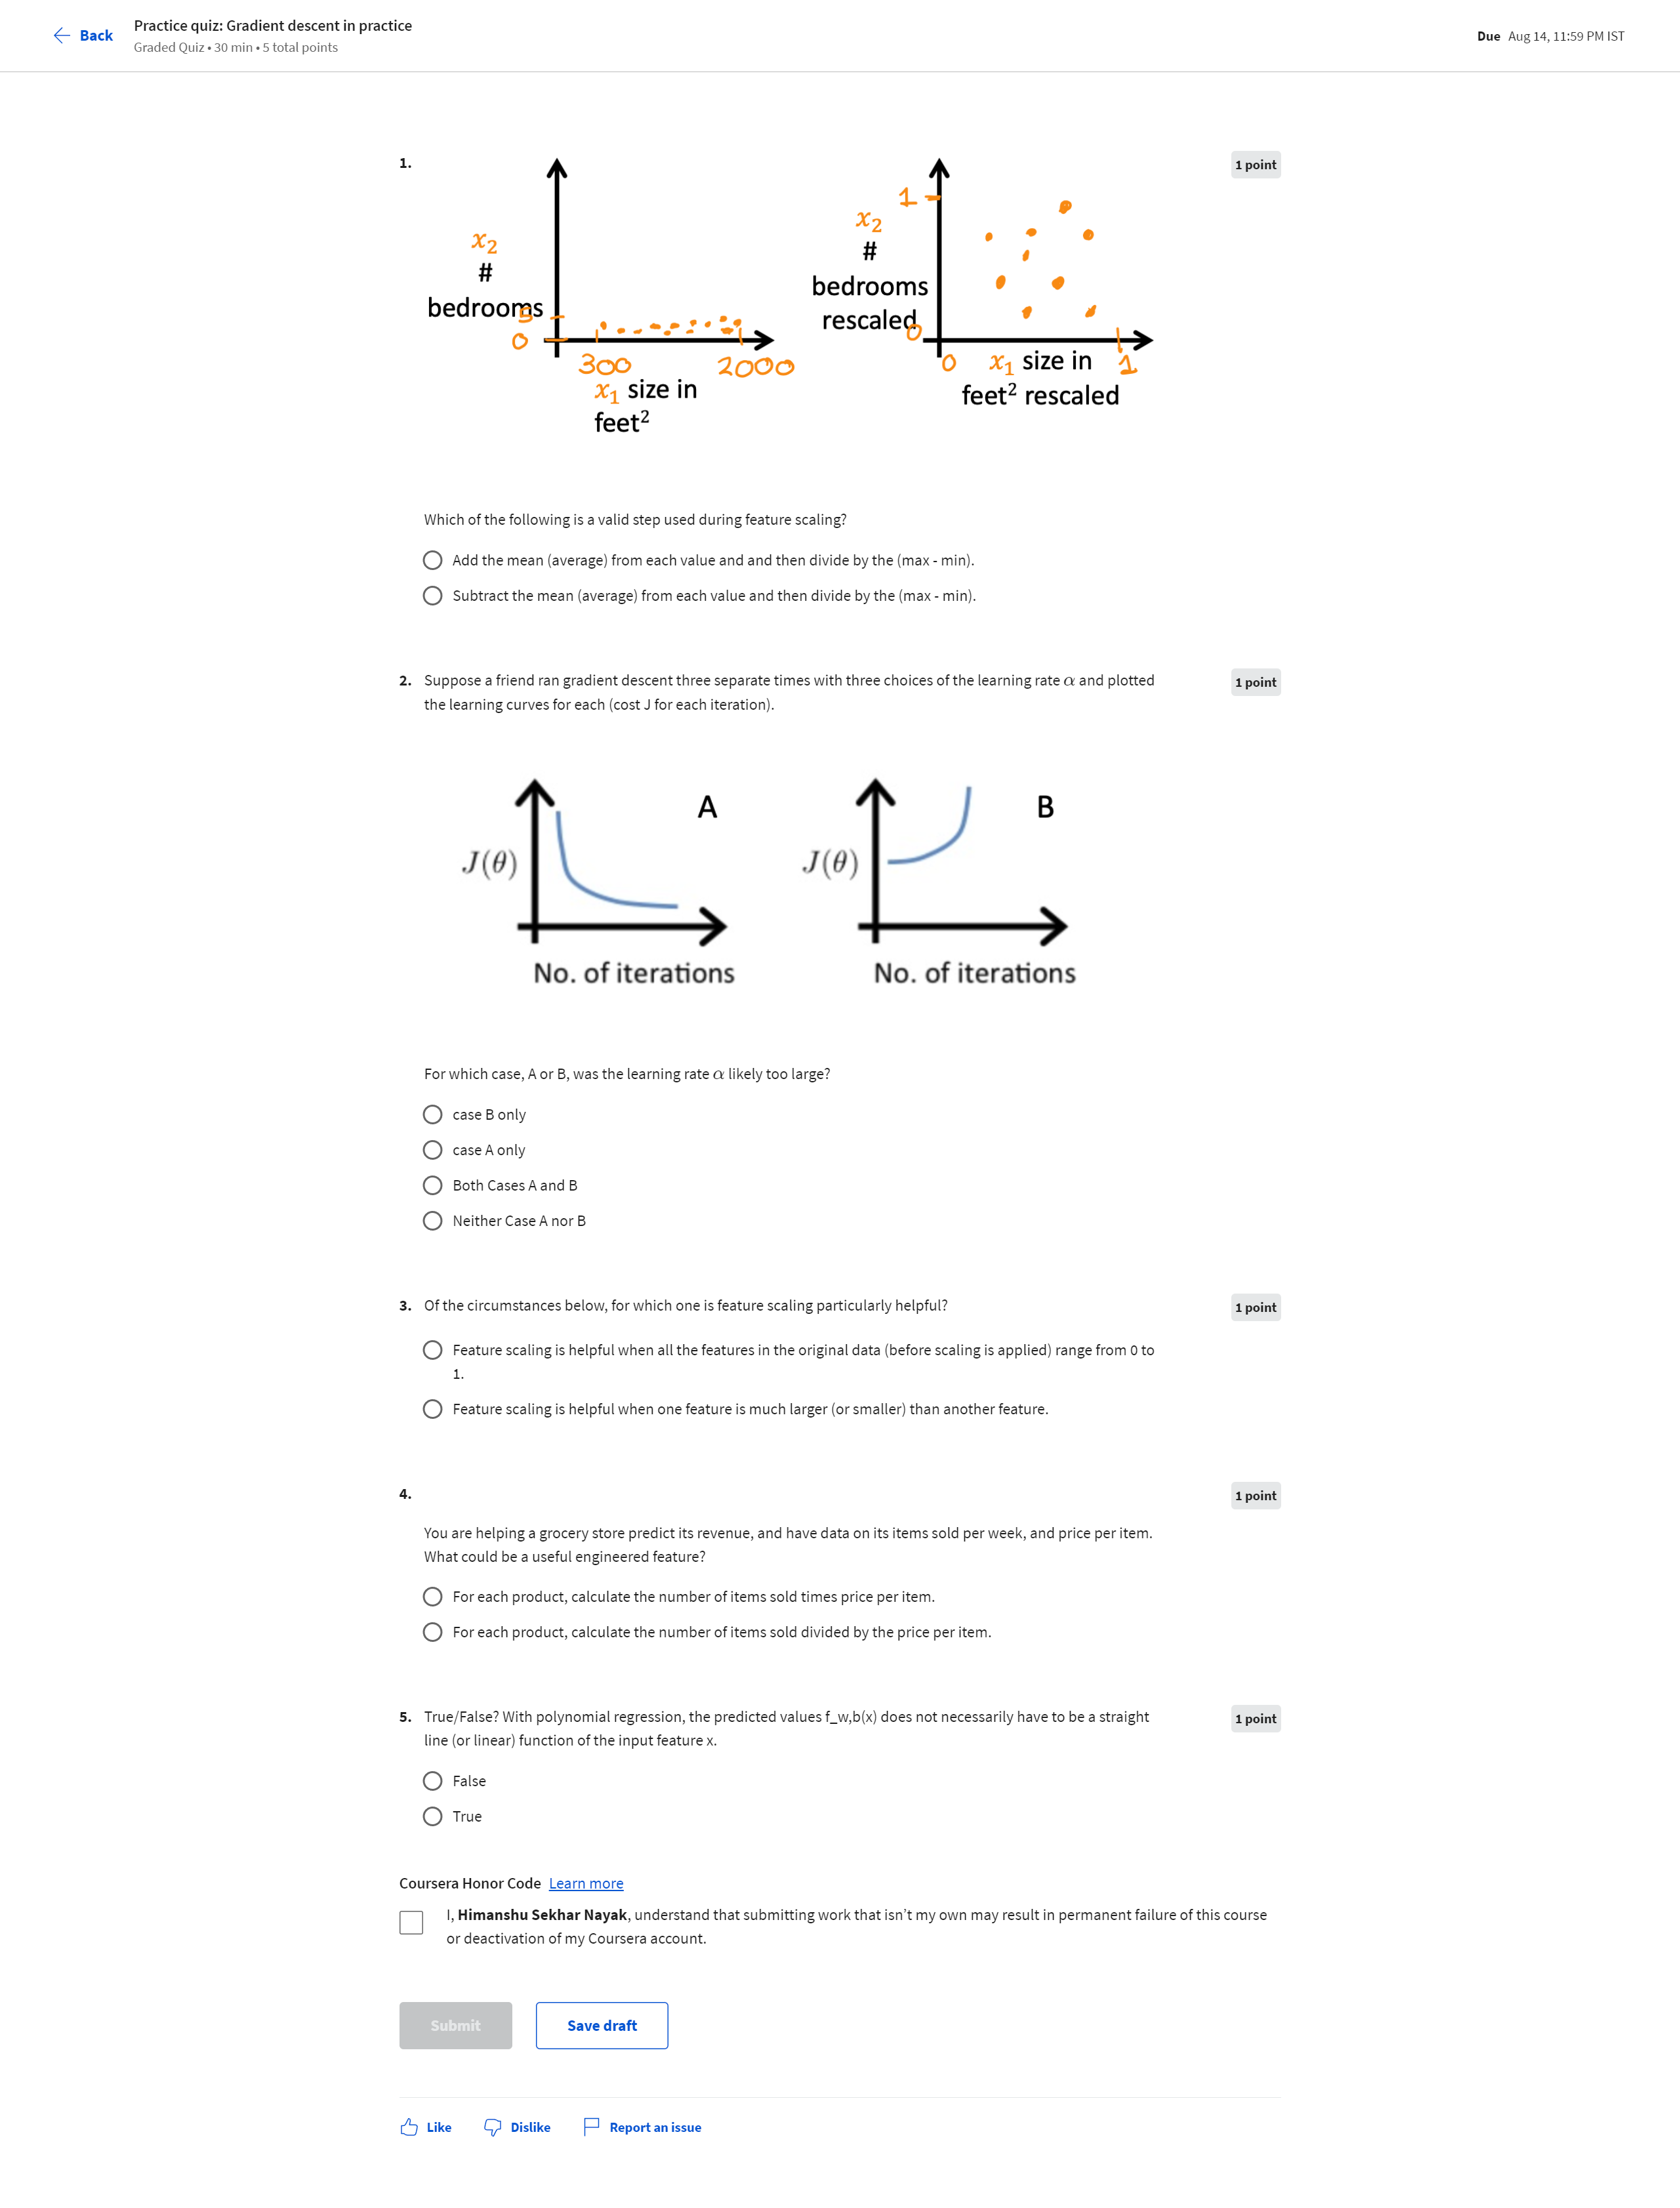 Back
Practice quiz: Gradient descent in practice
Graded Quiz • 30 min • 5 total points
Due Aug 14, 11:59 PM IST
1.
1 point
x₂
#
bedrooms
5
0
300
2000
x₁ size in
feet²
1
x₂
#
bedrooms
rescaled
0
0
x₁ size in
1
feet² rescaled
Which of the following is a valid step used during feature scaling?
Add the mean (average) from each value and and then divide by the (max - min).
Subtract the mean (average) from each value and then divide by the (max - min).
2. Suppose a friend ran gradient descent three separate times with three choices of the learning rate α and plotted
the learning curves for each (cost J for each iteration).
1 point
A
J(θ)
No. of iterations
B
J(θ)
No. of iterations
For which case, A or B, was the learning rate α likely too large?
case B only
case A only
Both Cases A and B
Neither Case A nor B
3. Of the circumstances below, for which one is feature scaling particularly helpful?
1 point
Feature scaling is helpful when all the features in the original data (before scaling is applied) range from 0 to
1.
Feature scaling is helpful when one feature is much larger (or smaller) than another feature.
4.
1 point
You are helping a grocery store predict its revenue, and have data on its items sold per week, and price per item.
What could be a useful engineered feature?
For each product, calculate the number of items sold times price per item.
For each product, calculate the number of items sold divided by the price per item.
5. True/False? With polynomial regression, the predicted values f_w,b(x) does not necessarily have to be a straight
line (or linear) function of the input feature x.
1 point
False
True
Coursera Honor Code Learn more
I, Himanshu Sekhar Nayak, understand that submitting work that isn't my own may result in permanent failure of this course
or deactivation of my Coursera account.
Submit
Save draft
Like
Dislike
Report an issue